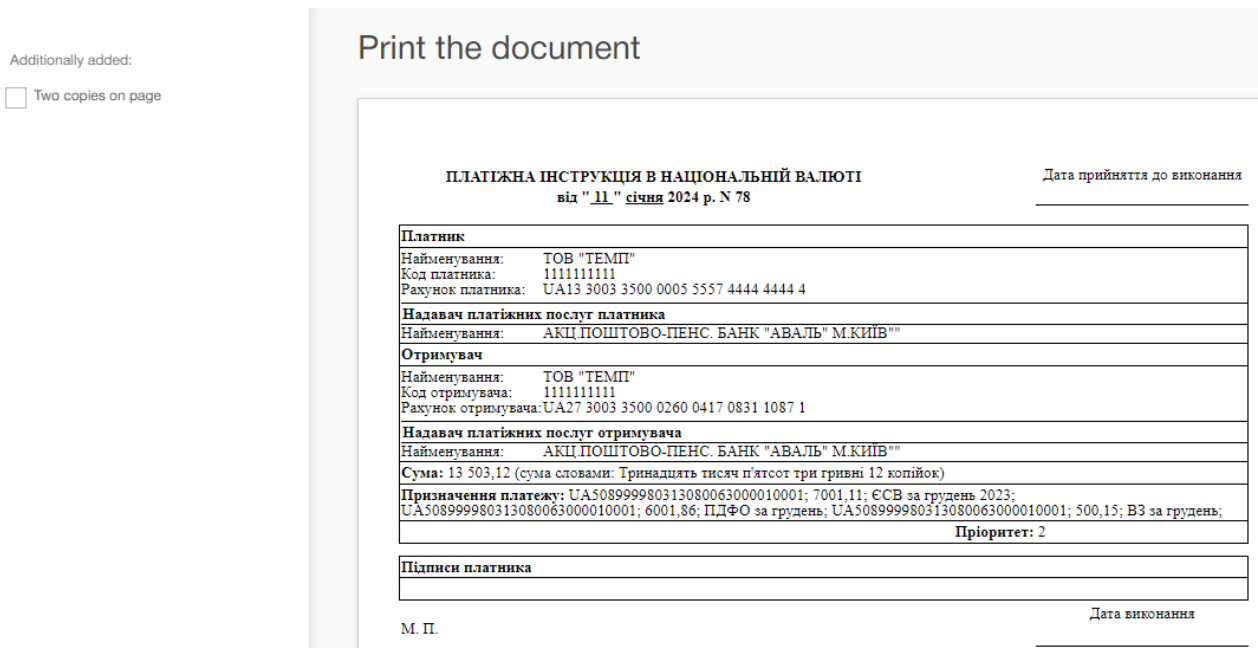 Additionally added:
Two copies on page
Print the document
ПЛАТІЖНА ІНСТРУКЦІЯ В НАЦІОНАЛЬНІЙ ВАЛЮТІ
від " 11 " січня 2024 р. N 78
Дата прийняття до виконання
Платник
Найменування: ТОВ "ТЕМП"
Код платника: 1111111111
Рахунок платника: UA13 3003 3500 0005 5557 4444 4444 4
Надавач платіжних послуг платника
Найменування: АКЦ.ПОШТОВО-ПЕНС. БАНК "АВАЛЬ" М.КИЇВ""
Отримувач
Найменування: ТОВ "ТЕМП"
Код отримувача: 1111111111
Рахунок отримувача: UA27 3003 3500 0260 0417 0831 1087 1
Надавач платіжних послуг отримувача
Найменування: АКЦ.ПОШТОВО-ПЕНС. БАНК "АВАЛЬ" М.КИЇВ""
Сума: 13 503,12 (сума словами: Тринадцять тисяч п'ятсот три гривні 12 копійок)
Призначення платежу: UA508999980313080063000010001; 7001,11; ЄСВ за грудень 2023;
UA508999980313080063000010001; 6001,86; ПДФО за грудень; UA508999980313080063000010001; 500,15; ВЗ за грудень;
Пріоритет: 2
Підписи платника
Дата виконання
М. П.